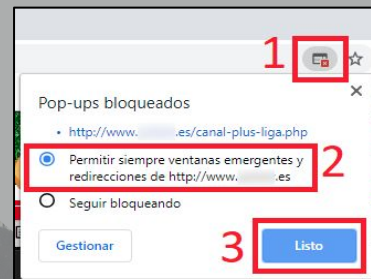 1
Pop-ups bloqueados
• http://www. .es/canal-plus-liga.php
Permitir siempre ventanas emergentes y
redirecciones de http://www. .es
2
Seguir bloqueando
3
Gestionar
Listo